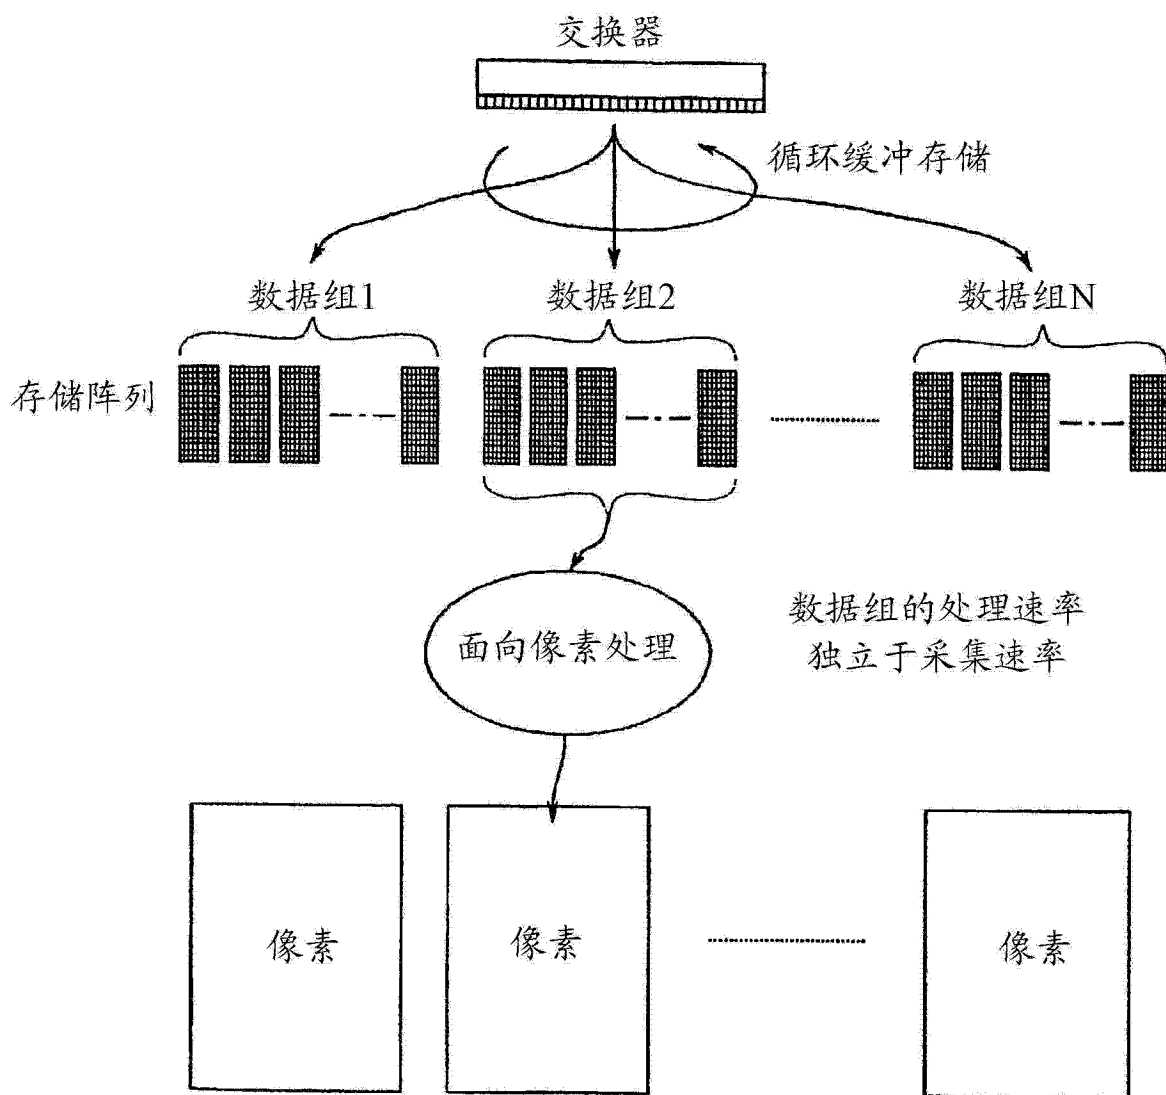 交换器
循环缓冲存储
数据组1
数据组2
数据组N
存储阵列
面向像素处理
数据组的处理速率
独立于采集速率
像素
像素
像素